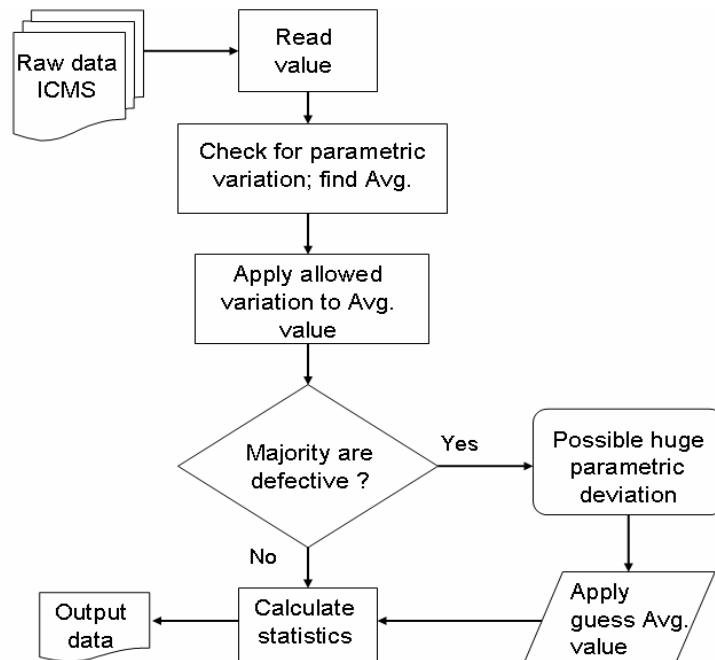 Raw data
ICMS
Read
value
Check for parametric
variation; find Avg.
Apply allowed
variation to Avg.
value
Majority are
defective ?
Yes
Possible huge
parametric
deviation
No
Apply
guess Avg.
value
Calculate
statistics
Output
data